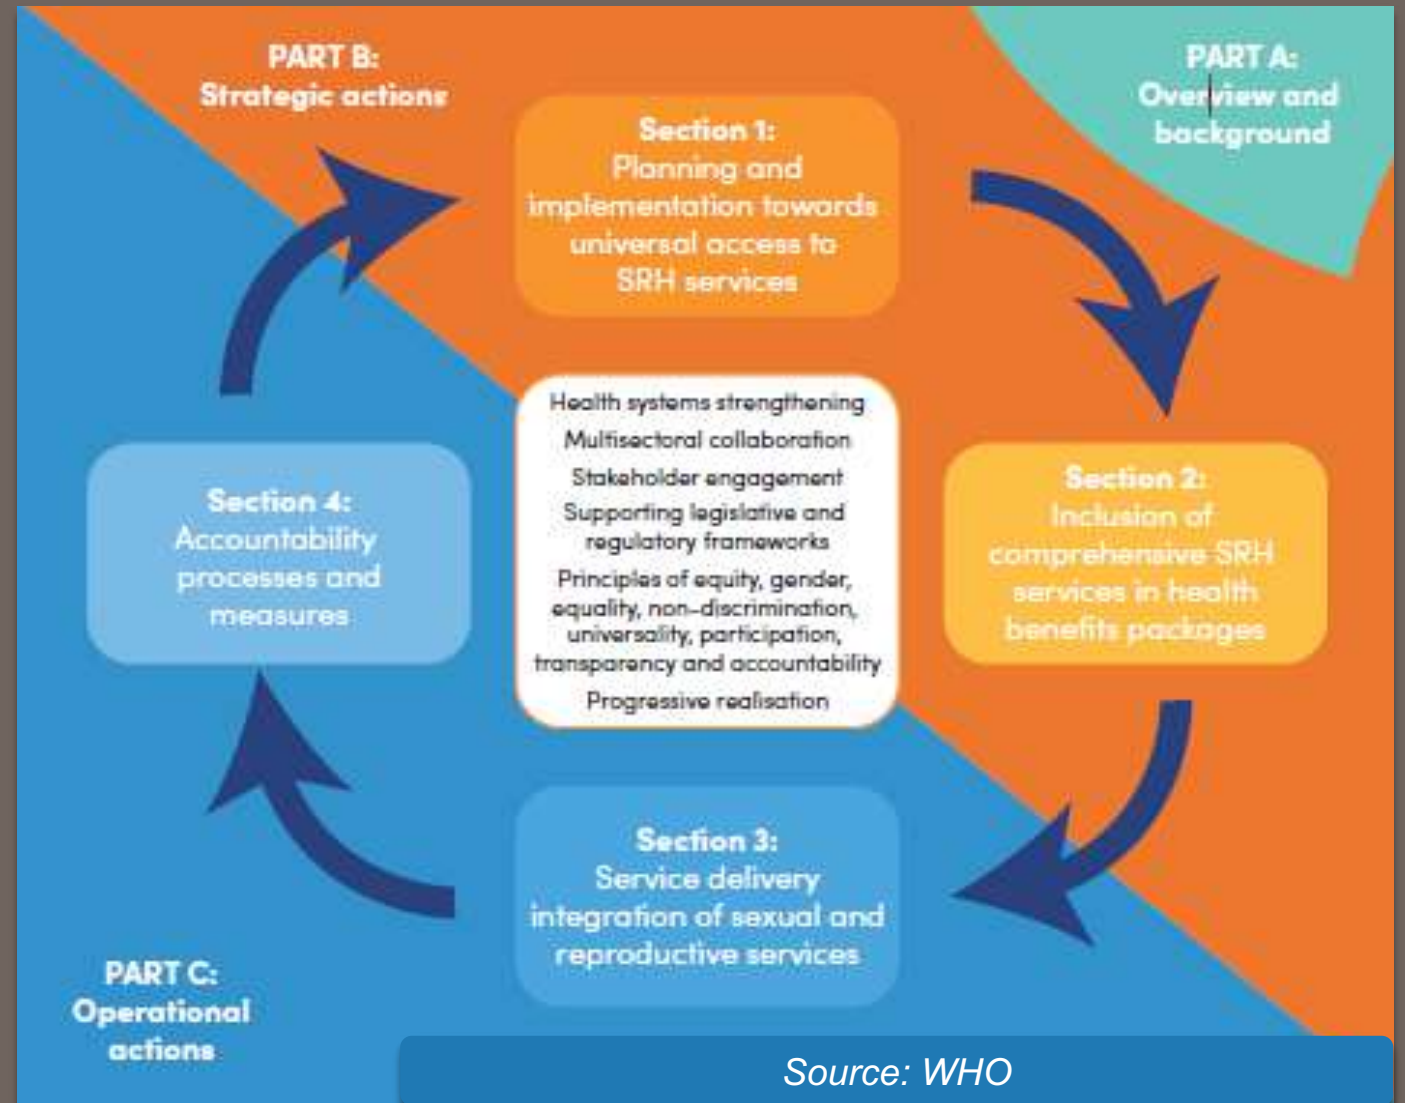 PART B:
Strategic actions
PART A:
Overview and
background
Section 1:
Planning and
implementation towards
universal access to
SRH services
Health systems strengthening
Multisectoral collaboration
Stakeholder engagement
Supporting legislative and
regulatory frameworks
Principles of equity, gender,
equality, non-discrimination,
universality, participation,
transparency and accountability
Progressive realisation
Section 4:
Accountability
processes and
measures
Section 2:
Inclusion of
comprehensive SRH
services in health
benefits packages
Section 3:
Service delivery
integration of sexual and
reproductive services
PART C:
Operational
actions
Source: WHO